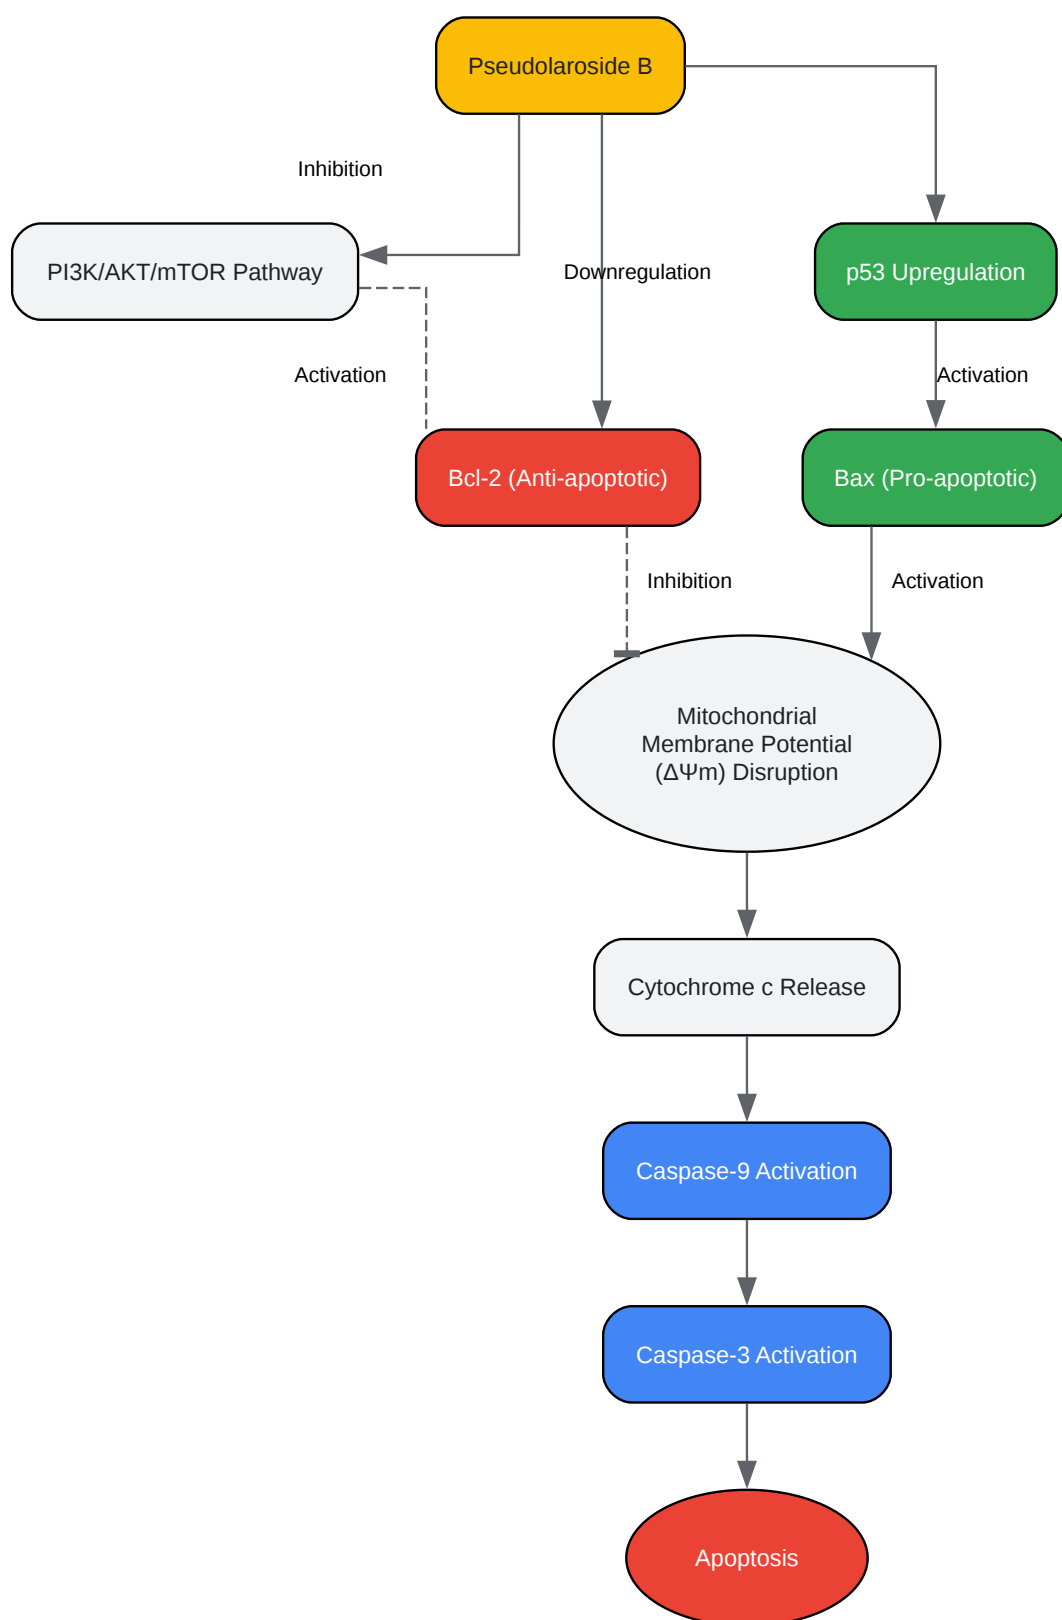 Pseudolaroside B
Inhibition
PI3K/AKT/mTOR Pathway
Downregulation
p53 Upregulation
Activation
Activation
Bcl-2 (Anti-apoptotic)
Bax (Pro-apoptotic)
Inhibition
Activation
Mitochondrial
Membrane Potential
(ΔΨm) Disruption
Cytochrome c Release
Caspase-9 Activation
Caspase-3 Activation
Apoptosis